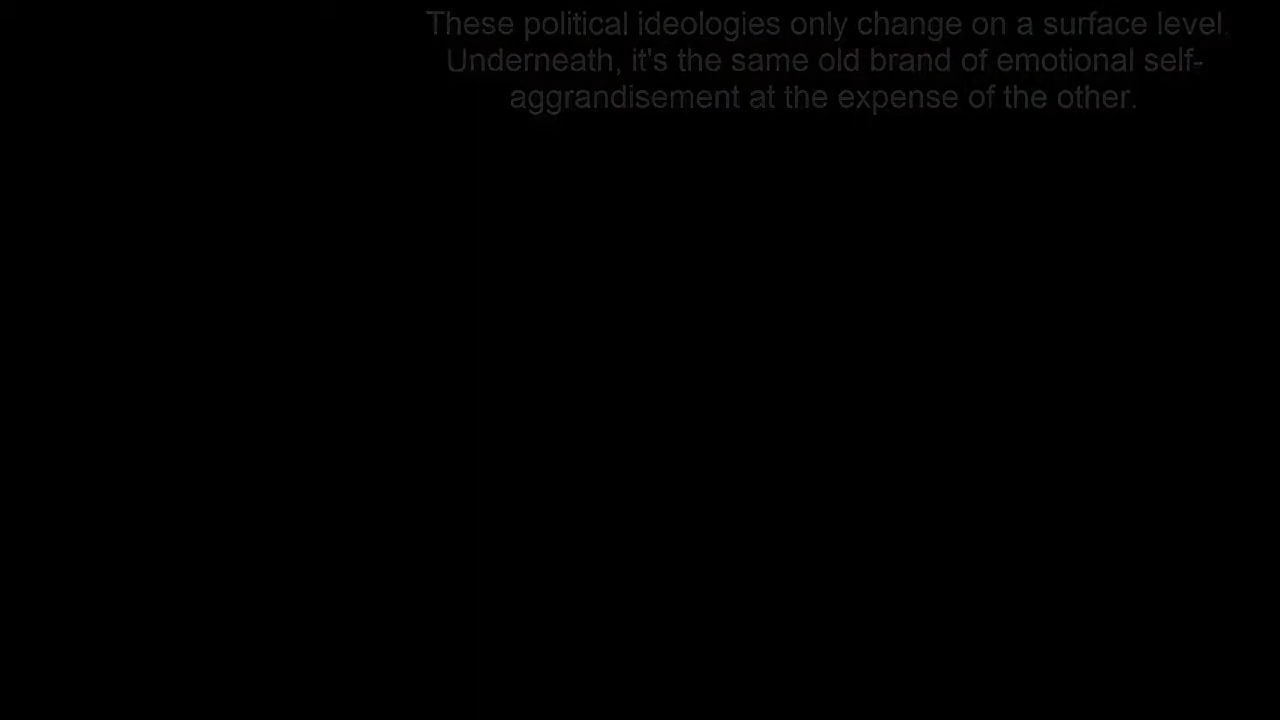 These political ideologies only change on a surface level.
Underneath, it's the same old brand of emotional self-
aggrandisement at the expense of the other.